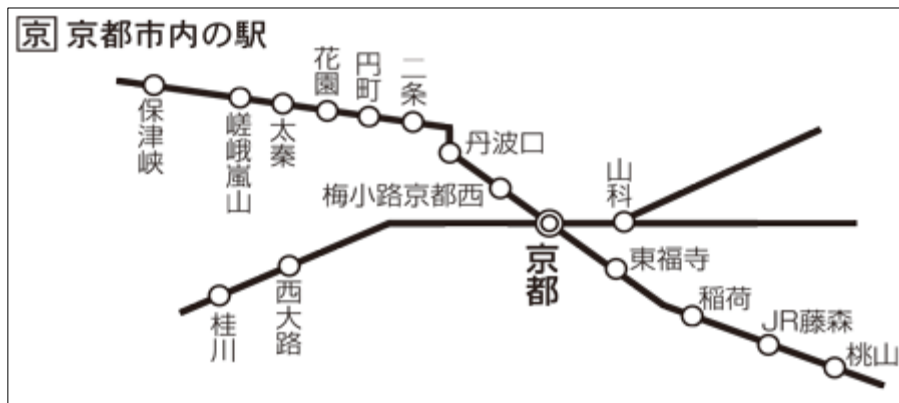 京 京都市内の駅
保津峡
嵯峨嵐山
太秦
花園
円町
二条
丹波口
梅小路京都西
京都
山科
東福寺
稲荷
JR藤森
桃山
西大路
桂川